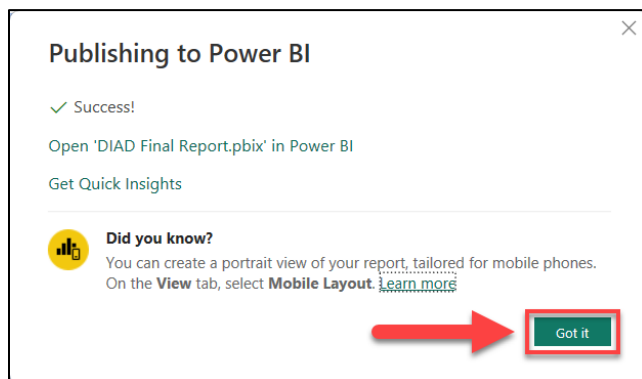 Publishing to Power BI
Success!
Open 'DIAD Final Report.pbix' in Power BI
Get Quick Insights
Did you know?
You can create a portrait view of your report, tailored for mobile phones.
On the View tab, select Mobile Layout. Learn more
Got it